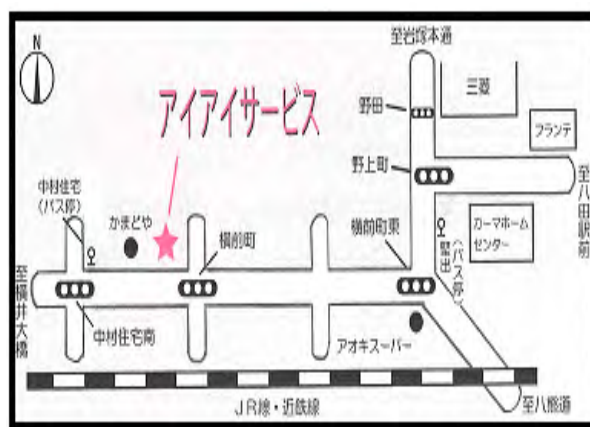 N
至岩塚本通
三菱
野田
フランテ
アイアイサービス
野上町
至八田駅前
中村住宅
(バス停)
かまどや
横前町
横前町東
カーマホーム
センター
(バス停)
至横井大橋
中村住宅南
アオキスーパー
JR線・近鉄線
至八熊道